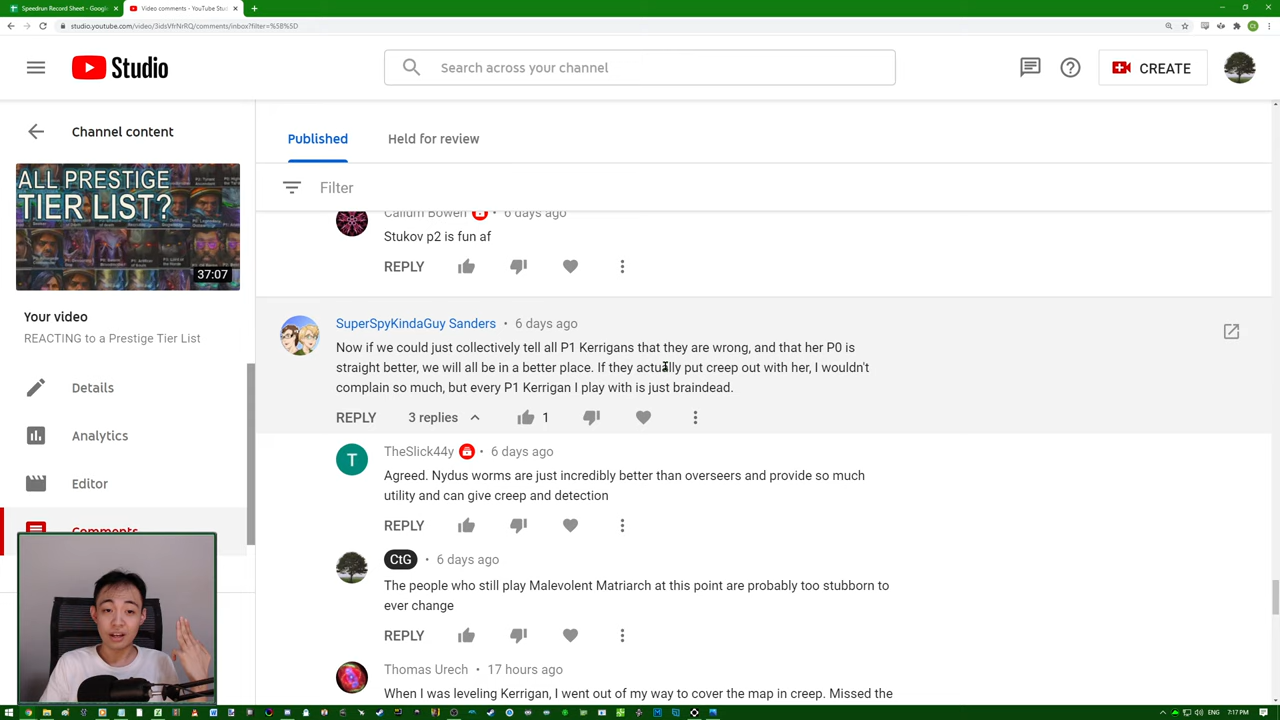 Speedrun Record Sheet - Google
Video comments - YouTube Stu
studio.youtube.com/video/3idsVfrNrRQ/comments/inbox?filter=%5B%5D
Studio
Search across your channel
CREATE
Channel content
ALL PRESTIGE
TIER LIST?
37:07
Your video
REACTING to a Prestige Tier List
Details
Analytics
Editor
Comments
Published
Held for review
Filter
Callum Bowen • 6 days ago
Stukov p2 is fun af
REPLY
SuperSpyKindaGuy Sanders • 6 days ago
Now if we could just collectively tell all P1 Kerrigans that they are wrong, and that her P0 is
straight better, we will all be in a better place. If they actually put creep out with her, I wouldn't
complain so much, but every P1 Kerrigan I play with is just braindead.
REPLY 3 replies 1
T
TheSlick44y • 6 days ago
Agreed. Nydus worms are just incredibly better than overseers and provide so much
utility and can give creep and detection
REPLY
CtG • 6 days ago
The people who still play Malevolent Matriarch at this point are probably too stubborn to
ever change
REPLY
Thomas Urech • 17 hours ago
When I was leveling Kerrigan, I went out of my way to cover the map in creep. Missed the
ENG 7:17 PM